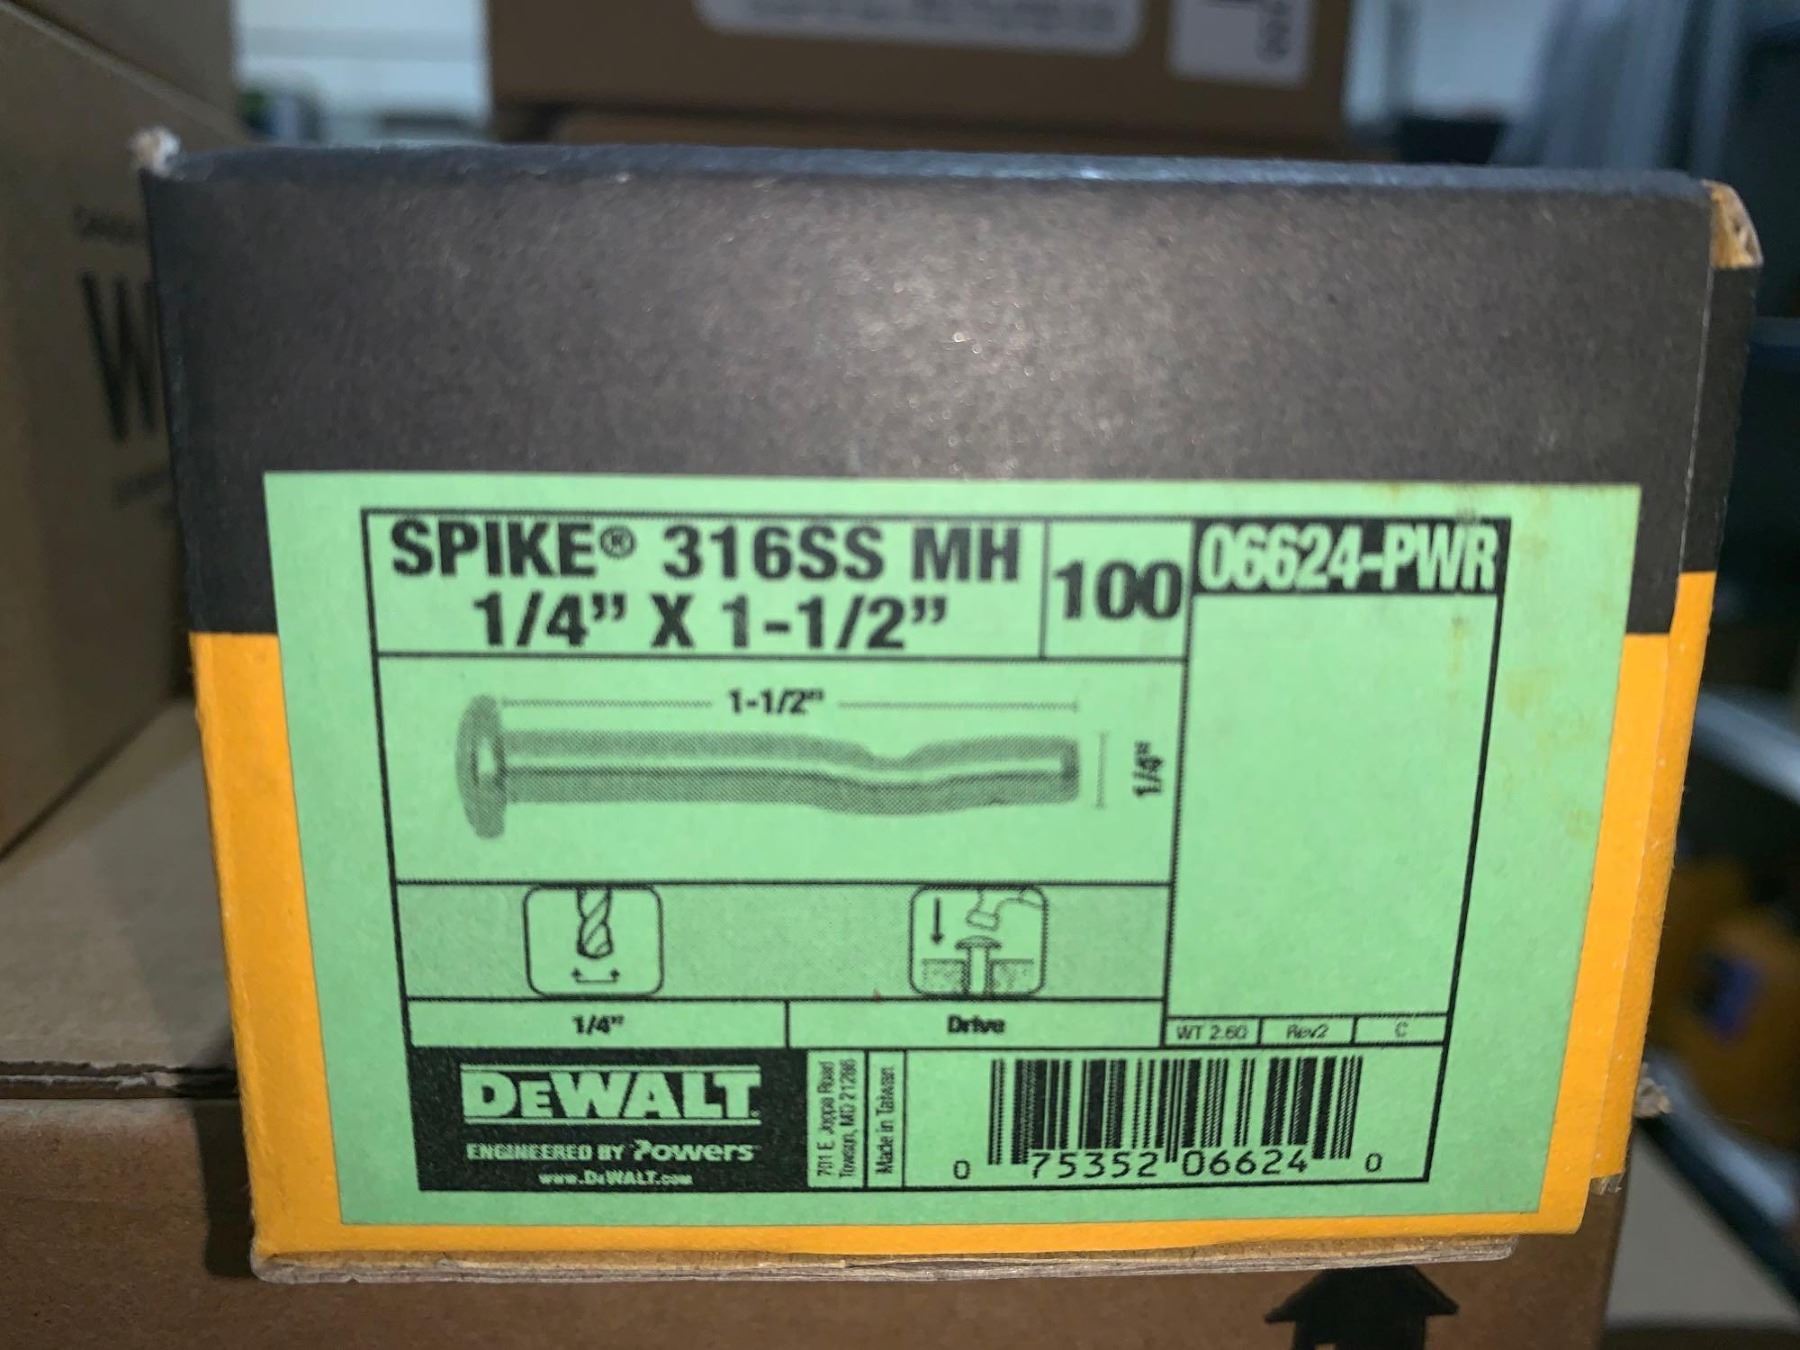 SPIKE® 316SS MH
1/4” X 1-1/2”
100
06624-PWR
1-1/2”
1/4”
1/4”
Drive
WT 2.60
Rev2
C
DEWALT
ENGINEERED BY Powers
www.DEWALT.com
701 E. Joppa Road
Towson, MD 21286
Made in Taiwan
0 75352 06624 0
W